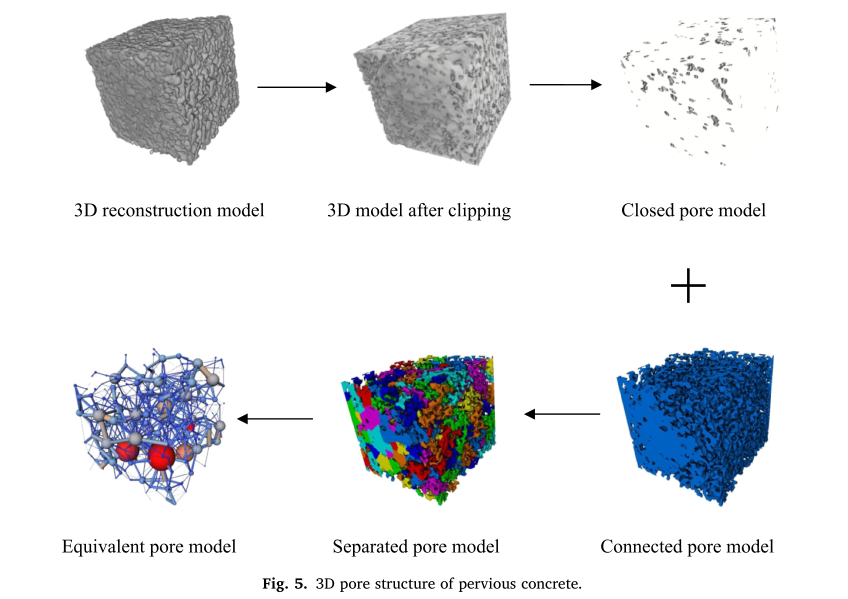 3D reconstruction model
3D model after clipping
Closed pore model
+
Equivalent pore model
Separated pore model
Connected pore model
Fig. 5. 3D pore structure of pervious concrete.